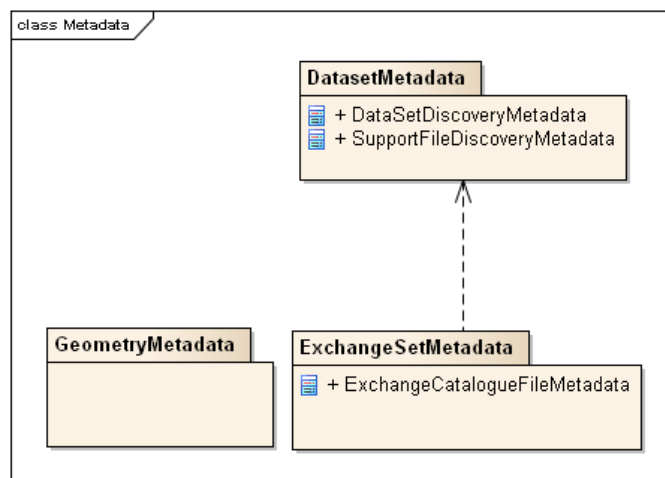 class Metadata
DatasetMetadata
+ DataSetDiscoveryMetadata
+ SupportFileDiscoveryMetadata
GeometryMetadata
ExchangeSetMetadata
+ ExchangeCatalogueFileMetadata